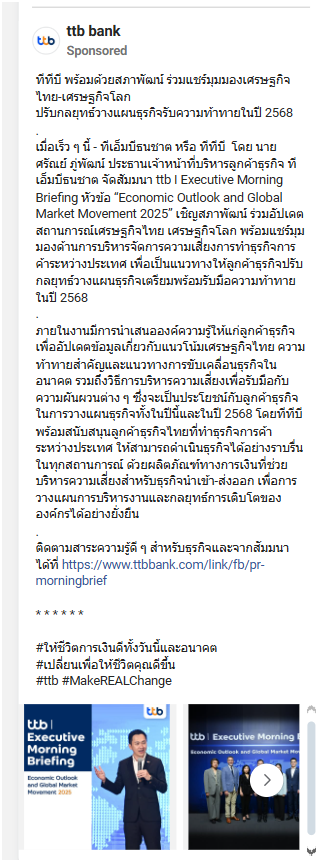 ttb bank
ttb
Sponsored
ทีทีบี พร้อมด้วยสภาพัฒน์ ร่วมแชร์มุมมองเศรษฐกิจ
ไทย-เศรษฐกิจโลก
ปรับกลยุทธ์วางแผนธุรกิจรับความท้าทายในปี 2568
.
เมื่อเร็ว ๆ นี้ - ทีเอ็มบีธนชาต หรือ ทีทีบี โดย นาย
ศรัณย์ ภู่พัฒน์ ประธานเจ้าหน้าที่บริหารลูกค้าธุรกิจ ที
เอ็มบีธนชาต จัดสัมมนา ttb l Executive Morning
Briefing หัวข้อ “Economic Outlook and Global
Market Movement 2025” เชิญสภาพัฒน์ ร่วมอัปเดต
สถานการณ์เศรษฐกิจไทย เศรษฐกิจโลก พร้อมแชร์มุม
มองด้านการบริหารจัดการความเสี่ยงการทำธุรกิจการ
ค้าระหว่างประเทศ เพื่อเป็นแนวทางให้ลูกค้าธุรกิจปรับ
กลยุทธ์วางแผนธุรกิจเตรียมพร้อมรับมือความท้าทาย
ในปี 2568
.
ภายในงานมีการนำเสนอองค์ความรู้ให้แก่ลูกค้าธุรกิจ
เพื่ออัปเดตข้อมูลเกี่ยวกับแนวโน้มเศรษฐกิจไทย ความ
ท้าทายสำคัญและแนวทางการขับเคลื่อนธุรกิจใน
อนาคต รวมถึงวิธีการบริหารความเสี่ยงเพื่อรับมือกับ
ความผันผวนต่าง ๆ ซึ่งจะเป็นประโยชน์กับลูกค้าธุรกิจ
ในการวางแผนธุรกิจทั้งในปีนี้และในปี 2568 โดยทีทีบี
พร้อมสนับสนุนลูกค้าธุรกิจไทยที่ทำธุรกิจการค้า
ระหว่างประเทศ ให้สามารถดำเนินธุรกิจได้อย่างราบรื่น
ในทุกสถานการณ์ ด้วยผลิตภัณฑ์ทางการเงินที่ช่วย
บริหารความเสี่ยงสำหรับธุรกิจนำเข้า-ส่งออก เพื่อการ
วางแผนการบริหารงานและกลยุทธ์การเติบโตของ
องค์กรได้อย่างยั่งยืน
.
ติดตามสาระความรู้ดี ๆ สำหรับธุรกิจและจากสัมมนา
ได้ที่ https://www.ttbbank.com/link/fb/pr-
morningbrief
* * * * * *
#ให้ชีวิตการเงินดีทั้งวันนี้และอนาคต
#เปลี่ยนเพื่อให้ชีวิตคุณดีขึ้น
#ttb #MakeREALChange
ttb |
Executive
Morning
Briefing
Economic Outlook
and Global Market
Movement 2025
ttb
ttb | Executive Morning
Economic Outlook and Global Market Mov